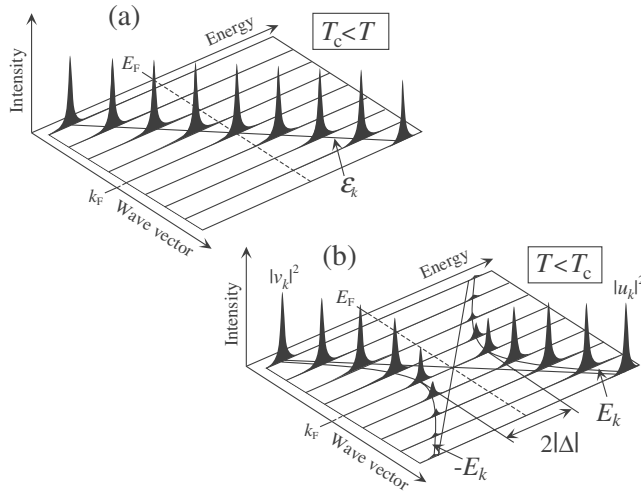 (a)
T_c<T
Energy
Intensity
E_F
ε_k
k_F
Wave vector
(b)
T<T_c
Energy
|v_k|²
|u_k|²
E_F
Intensity
E_k
k_F
2|Δ|
Wave vector
-E_k